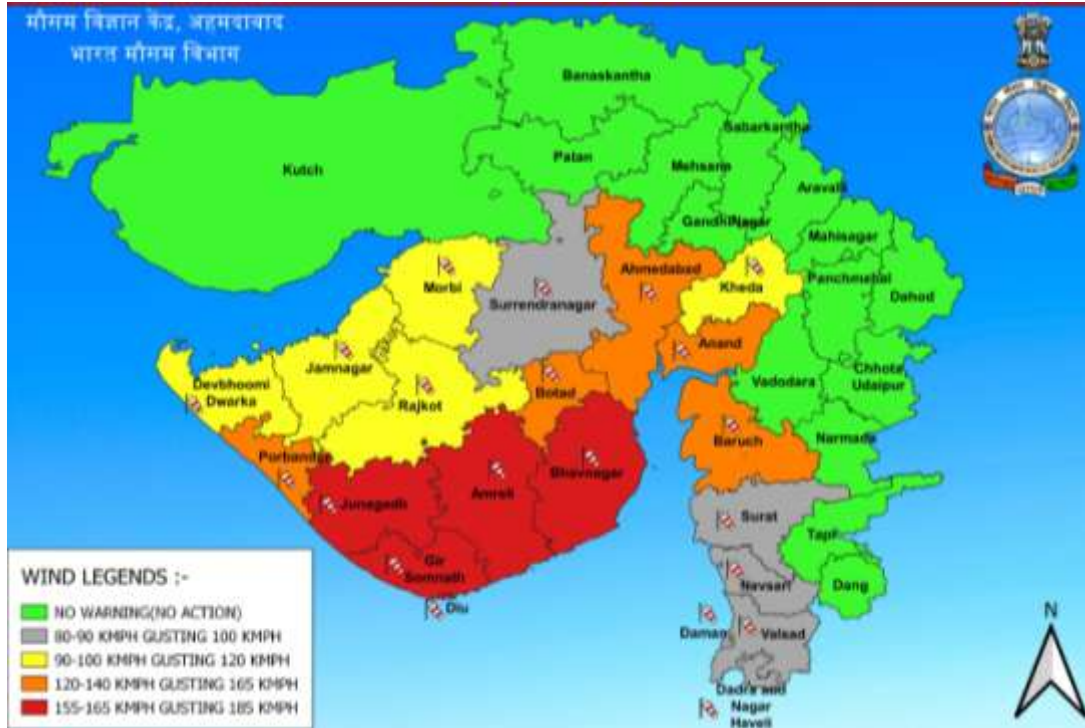 मौसम विज्ञान केंद्र, अहमदाबाद
भारत मौसम विभाग
Banaskantha
Sabarkantha
Patan
Mehsana
Kutch
Aravalli
GandhiNagar
Mahisagar
Ahmedabad
Panchmahal
Kheda
Dahod
Morbi
Surrendranagar
Anand
Jamnagar
Chhota
Udaipur
Vadodara
Devbhoomi
Dwarka
Rajkot
Botad
Baruch
Narmada
Porbandar
Bhavnagar
Amreli
Junagadh
Surat
Tapi
Gir
Somnath
Navsari
Dang
Diu
Daman
Valsad
Dadra and
Nagar
Haveli
N
WIND LEGENDS :-
NO WARNING(NO ACTION)
80-90 KMPH GUSTING 100 KMPH
90-100 KMPH GUSTING 120 KMPH
120-140 KMPH GUSTING 165 KMPH
155-165 KMPH GUSTING 185 KMPH